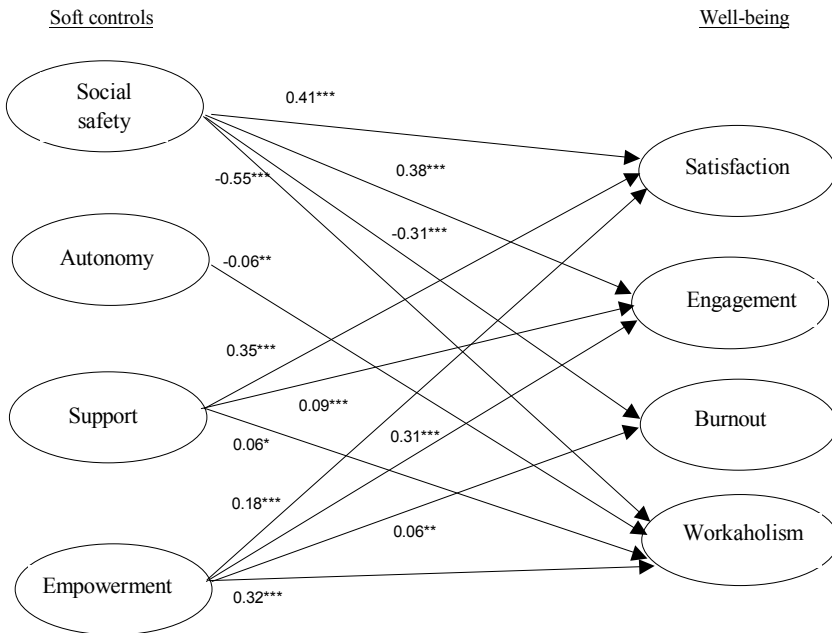 Soft controls
Well-being
Social
safety
0.41***
Satisfaction
0.38***
-0.55***
-0.31***
Autonomy
-0.06**
Engagement
0.35***
Support
0.09***
0.31***
Burnout
0.06*
0.18***
0.06**
Workaholism
Empowerment
0.32***